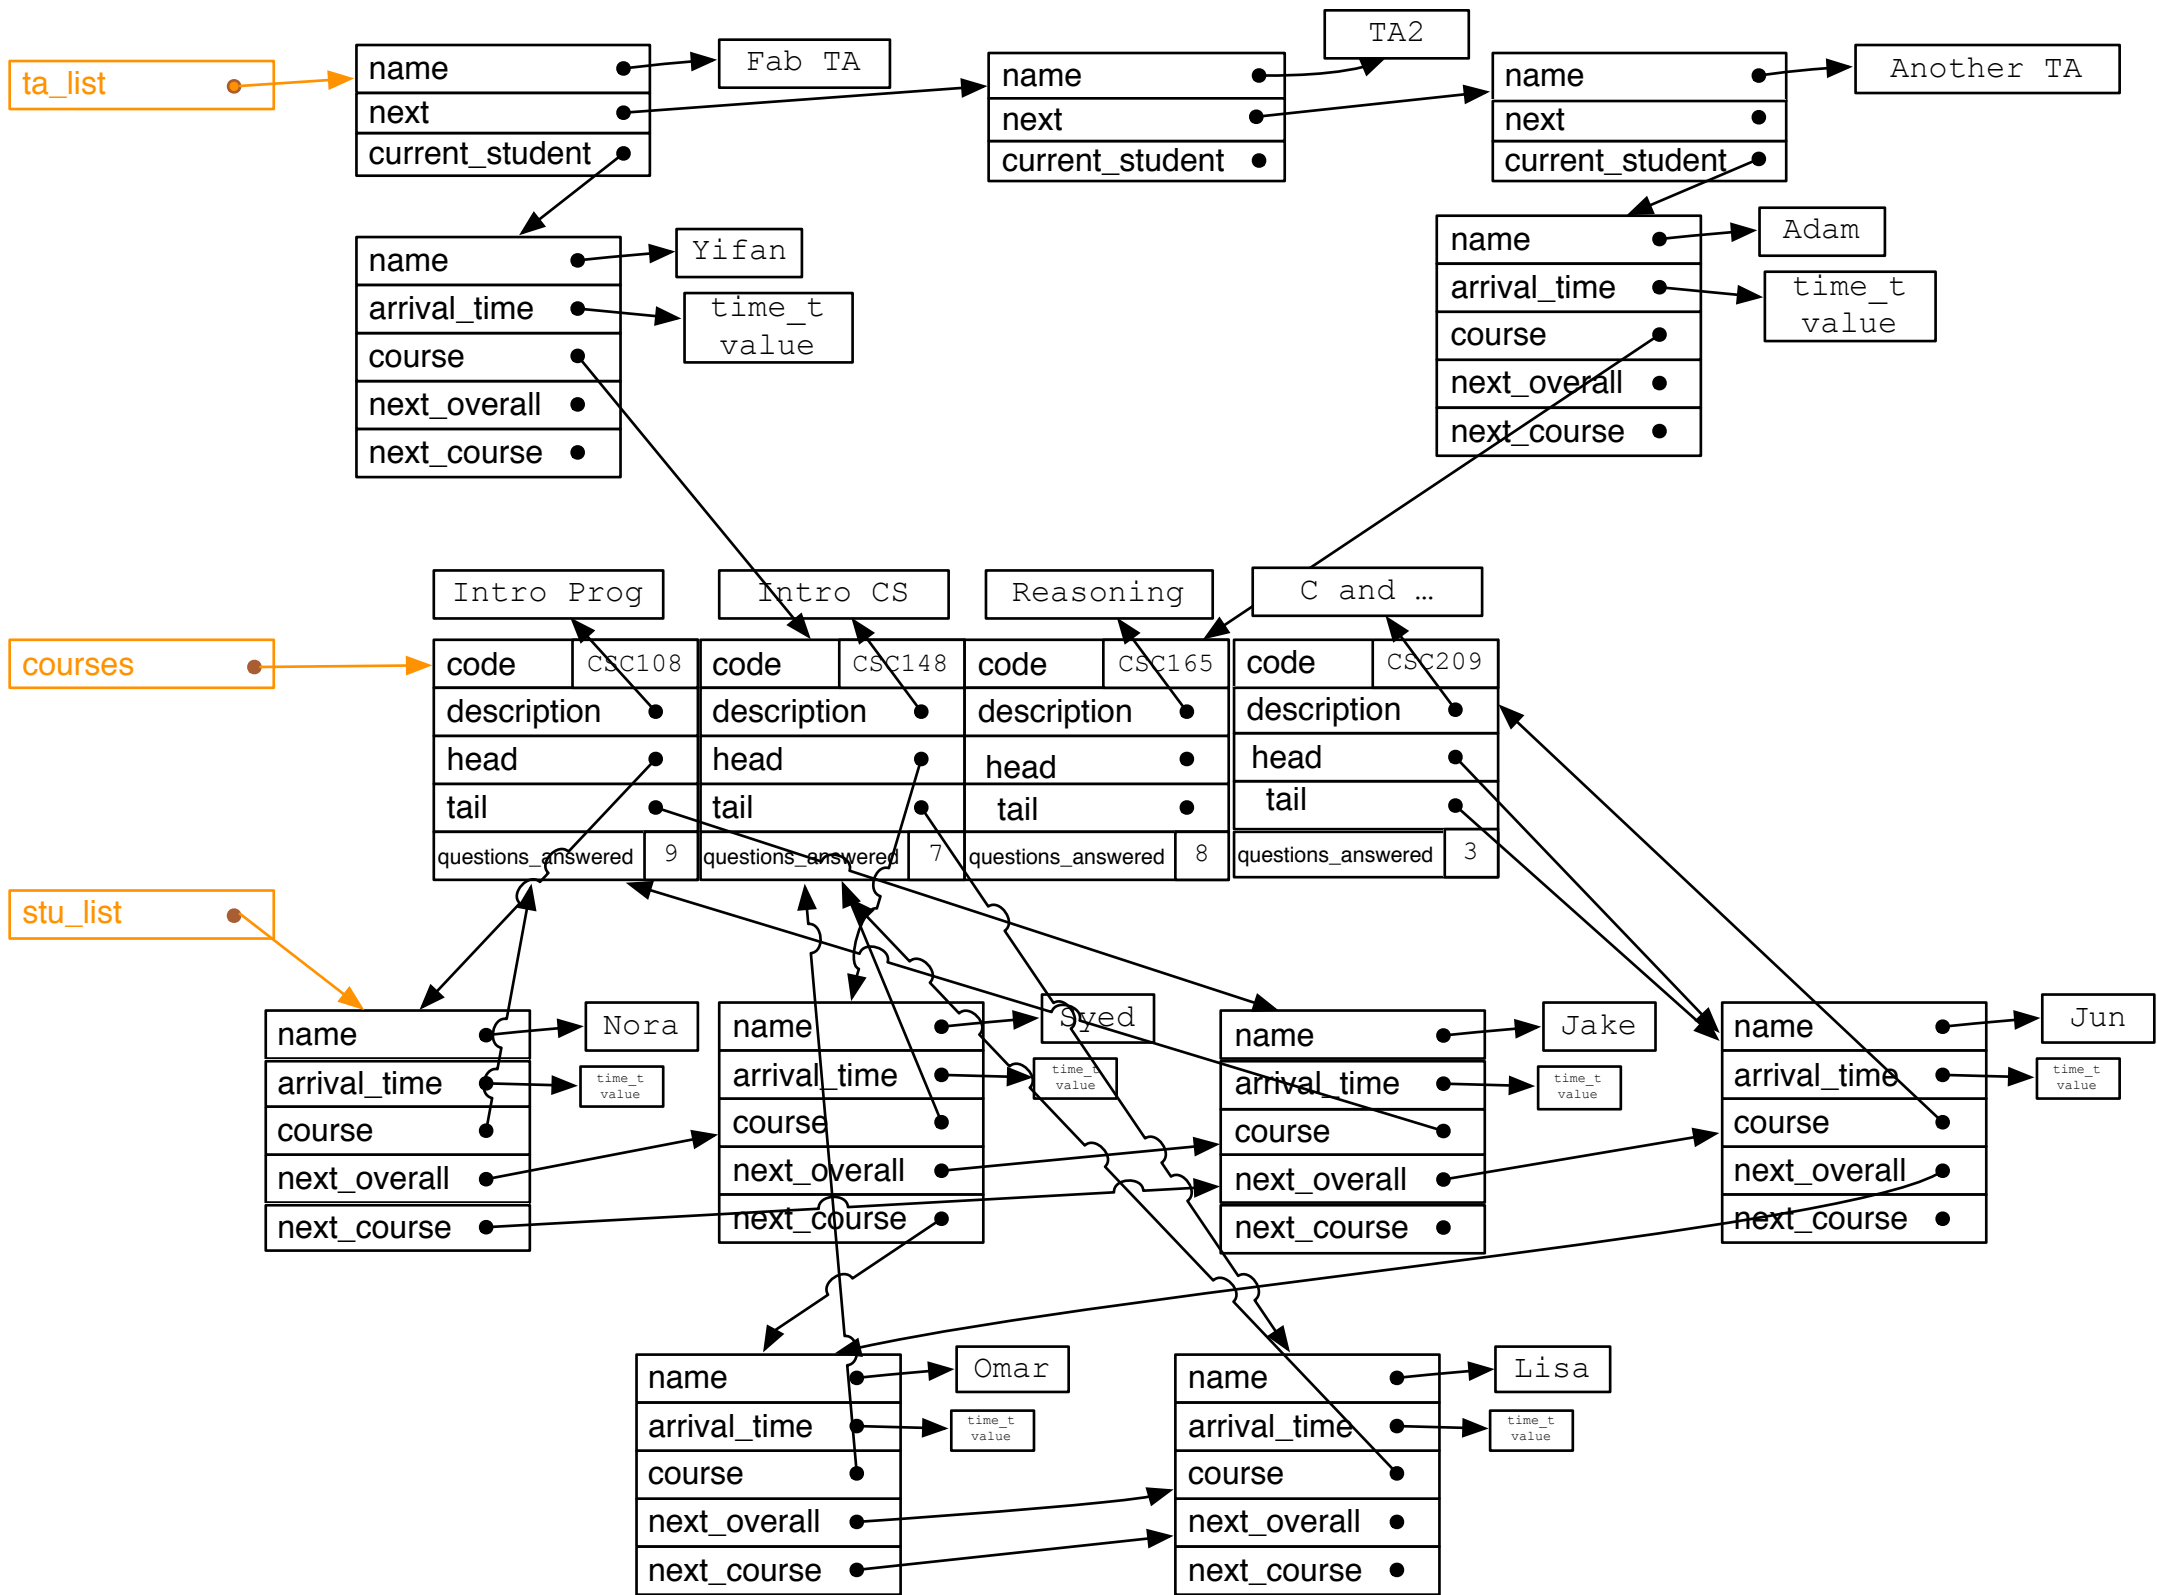 ta_list
name
Fab TA
next
current_student
name
TA2
next
current_student
name
Another TA
next
current_student
name
Yifan
arrival_time
time_t
value
course
next_overall
next_course
name
Adam
arrival_time
time_t
value
course
next_overall
next_course
courses
Intro Prog
Intro CS
Reasoning
C and …
code CSC108
description
head
tail
questions_answered 9
code CSC148
description
head
tail
questions_answered 7
code CSC165
description
head
tail
questions_answered 8
code CSC209
description
head
tail
questions_answered 3
stu_list
name
Nora
arrival_time
time_t
value
course
next_overall
next_course
name
Syed
arrival_time
time_t
value
course
next_overall
next_course
name
Jake
arrival_time
time_t
value
course
next_overall
next_course
name
Jun
arrival_time
time_t
value
course
next_overall
next_course
name
Omar
arrival_time
time_t
value
course
next_overall
next_course
name
Lisa
arrival_time
time_t
value
course
next_overall
next_course